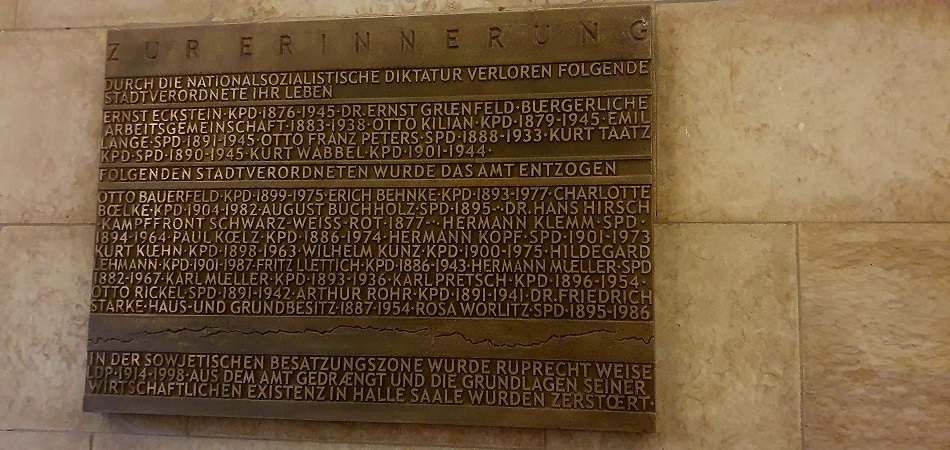 ZUR ERINNERUNG
DURCH DIE NATIONALSOZIALISTISCHE DIKTATUR VERLOREN FOLGENDE
STADTVERORDNETE IHR LEBEN
ERNST ECKSTEIN·KPD·1876-1945·DR.ERNST GRUENFELD·BUERGERLICHE
ARBEITSGEMEINSCHAFT·1883-1938·OTTO KILIAN·KPD·1879-1945·EMIL
LANGE·SPD·1891-1945·OTTO FRANZ PETERS·SPD·1888-1933·KURT TAATZ
KPD·SPD·1890-1945·KURT WABBEL·KPD·1901-1944·
FOLGENDEN STADTVERORDNETEN WURDE DAS AMT ENTZOGEN
OTTO BAUERFELD·KPD·1899-1975·ERICH BEHNKE·KPD·1893-1977·CHARLOTTE
BŒLKE·KPD·1904-1982·AUGUST BUCHHOLZ·SPD·1895-·DR.HANS HIRSCH
·KAMPFFRONT SCHWARZ-WEISS-ROT·1877-·HERMANN KLEMM·SPD·
1894-1964·PAUL KŒLZ·KPD·1886-1974·HERMANN KOPF·SPD·1901-1973
KURT KUEHN·KPD·1898-1963·WILHELM KUNZ·KPD·1900-1975·HILDEGARD
LEHMANN·KPD·1901-1987·FRITZ LUETTICH·KPD·1886-1943·HERMANN MUELLER·SPD
1882-1967·KARL MUELLER·KPD·1893-1936·KARL PRETSCH·KPD·1896-1954·
OTTO RICKEL·SPD·1891-1942·ARTHUR ROHR·KPD·1891-1941·DR.FRIEDRICH
STARKE·HAUS-UND GRUNDBESITZ·1887-1954·ROSA WORLITZ·SPD·1895-1986
IN DER SOWJETISCHEN BESATZUNGSZONE WURDE RUPRECHT WEISE
LDP·1914-1998·AUS DEM AMT GEDRÆNGT UND DIE GRUNDLAGEN SEINER
WIRTSCHAFTLICHEN EXISTENZ IN HALLE SAALE WURDEN ZERSTŒRT·